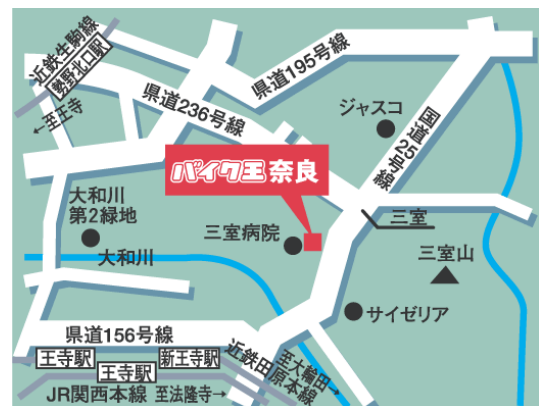 近鉄生駒線
勢野北口駅
←至王寺
県道195号線
県道236号線
ジャスコ
国道25号線
バイク王 奈良
大和川
第2緑地
三室病院
三室
三室山
大和川
サイゼリア
県道156号線
王寺駅
王寺駅
新王寺駅
近鉄田原本線
至大輪田→
JR関西本線 至法隆寺→